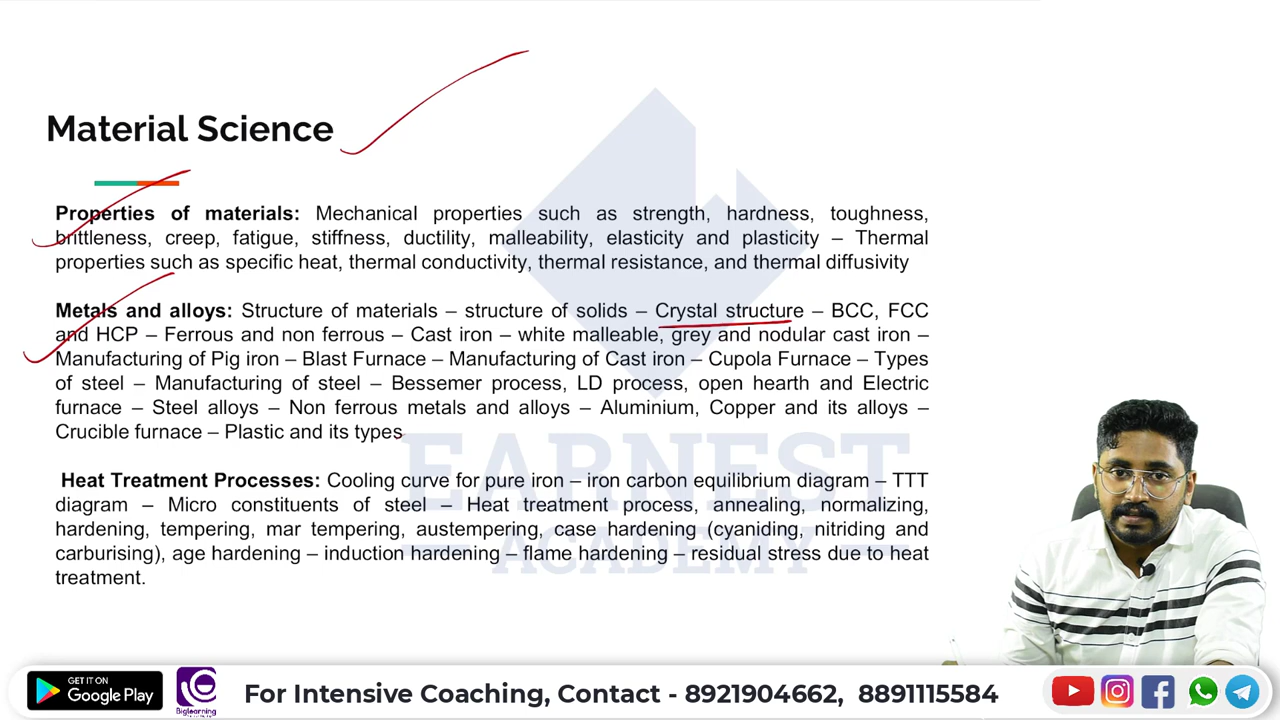 Material Science
Properties of materials: Mechanical properties such as strength, hardness, toughness,
brittleness, creep, fatigue, stiffness, ductility, malleability, elasticity and plasticity – Thermal
properties such as specific heat, thermal conductivity, thermal resistance, and thermal diffusivity
Metals and alloys: Structure of materials – structure of solids – Crystal structure – BCC, FCC
and HCP – Ferrous and non ferrous – Cast iron – white malleable, grey and nodular cast iron –
Manufacturing of Pig iron – Blast Furnace – Manufacturing of Cast iron – Cupola Furnace – Types
of steel – Manufacturing of steel – Bessemer process, LD process, open hearth and Electric
furnace – Steel alloys – Non ferrous metals and alloys – Aluminium, Copper and its alloys –
Crucible furnace – Plastic and its types
Heat Treatment Processes: Cooling curve for pure iron – iron carbon equilibrium diagram – TTT
diagram – Micro constituents of steel – Heat treatment process, annealing, normalizing,
hardening, tempering, mar tempering, austempering, case hardening (cyaniding, nitriding and
carburising), age hardening – induction hardening – flame hardening – residual stress due to heat
treatment.
EARNEST
ACADEMY
GET IT ON
Google Play
Biglearning
For Intensive Coaching, Contact - 8921904662, 8891115584